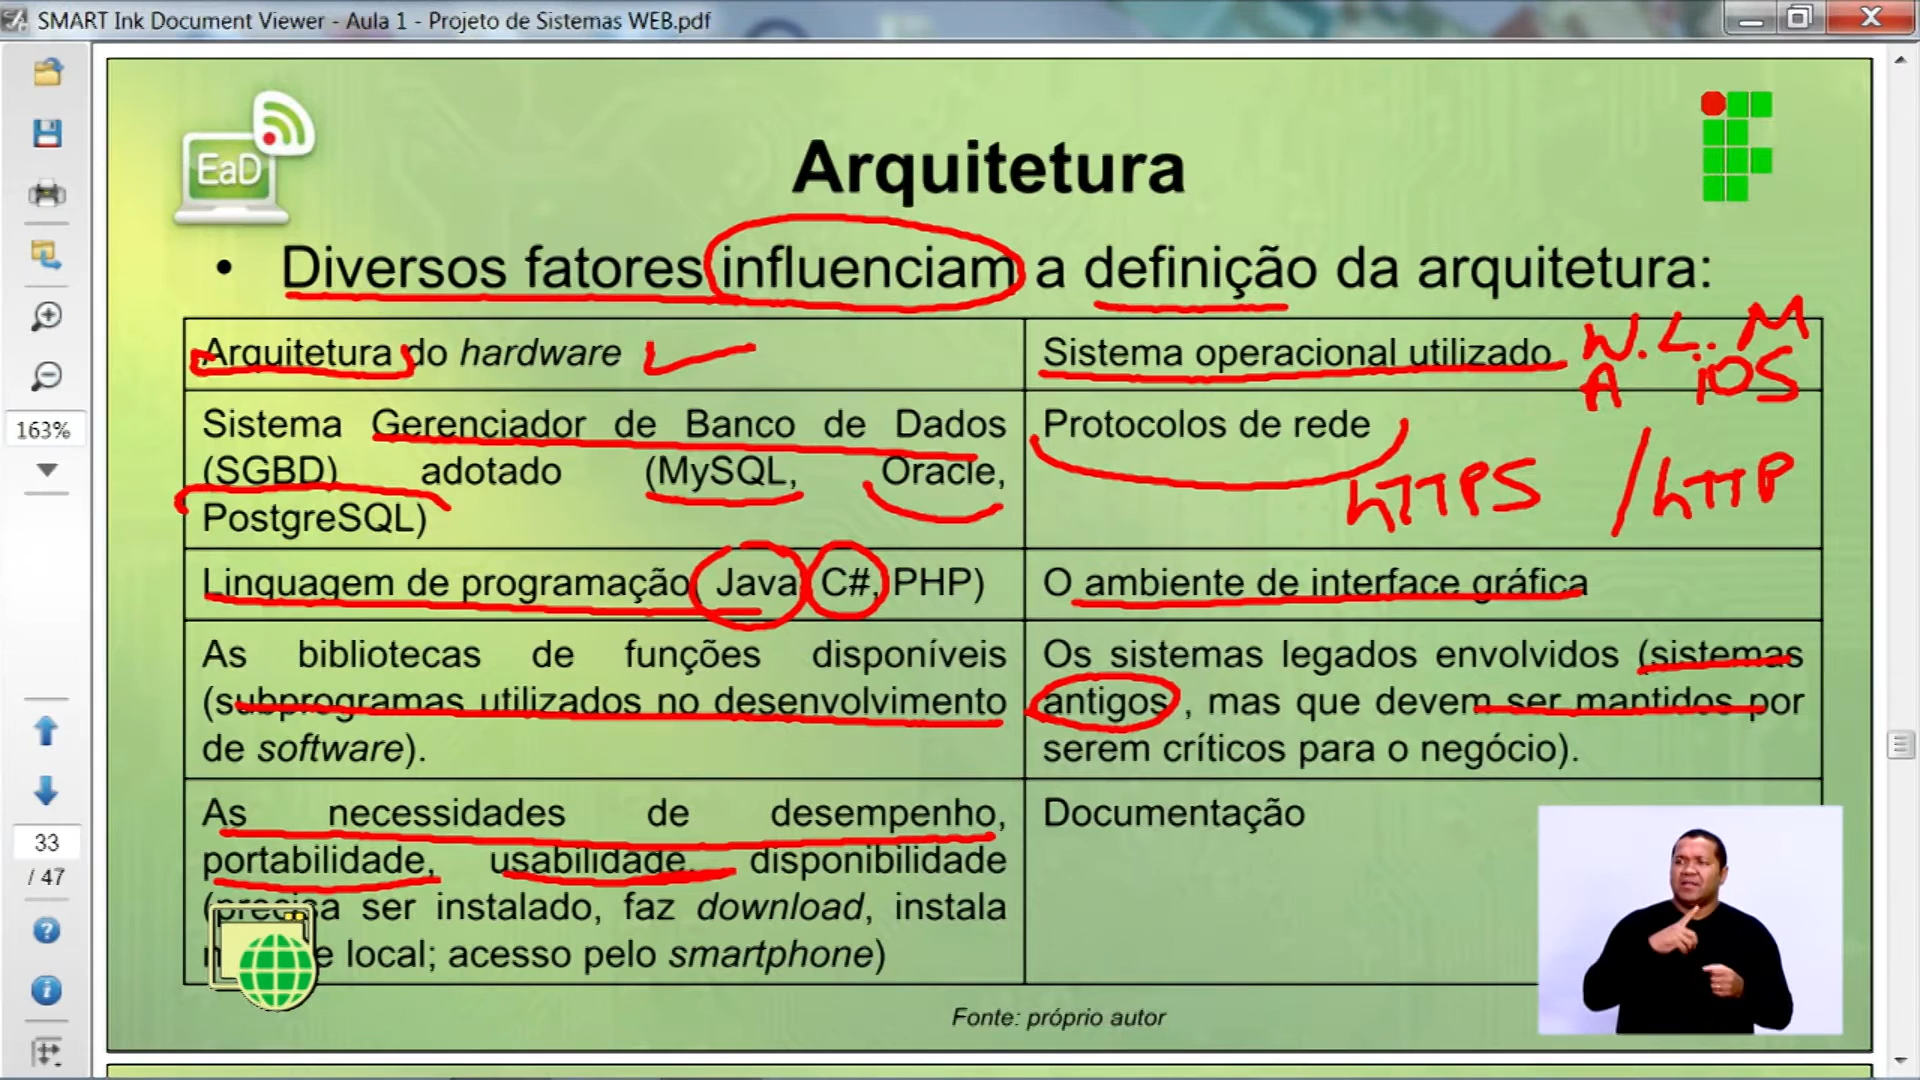 SMART Ink Document Viewer - Aula 1 - Projeto de Sistemas WEB.pdf
EaD
Arquitetura
• Diversos fatores influenciam a definição da arquitetura:
Arquitetura do hardware
Sistema operacional utilizado
W. L. M
A iOS
Sistema Gerenciador de Banco de Dados
(SGBD) adotado (MySQL, Oracle,
PostgreSQL)
Protocolos de rede
hTTPS / hTTP
Linguagem de programação Java C#, PHP)
O ambiente de interface gráfica
As bibliotecas de funções disponíveis
(subprogramas utilizados no desenvolvimento
de software).
Os sistemas legados envolvidos (sistemas
antigos , mas que devem ser mantidos por
serem críticos para o negócio).
As necessidades de desempenho,
portabilidade, usabilidade, disponibilidade
(precisa ser instalado, faz download, instala
e local; acesso pelo smartphone)
Documentação
Fonte: próprio autor
163%
33
/ 47